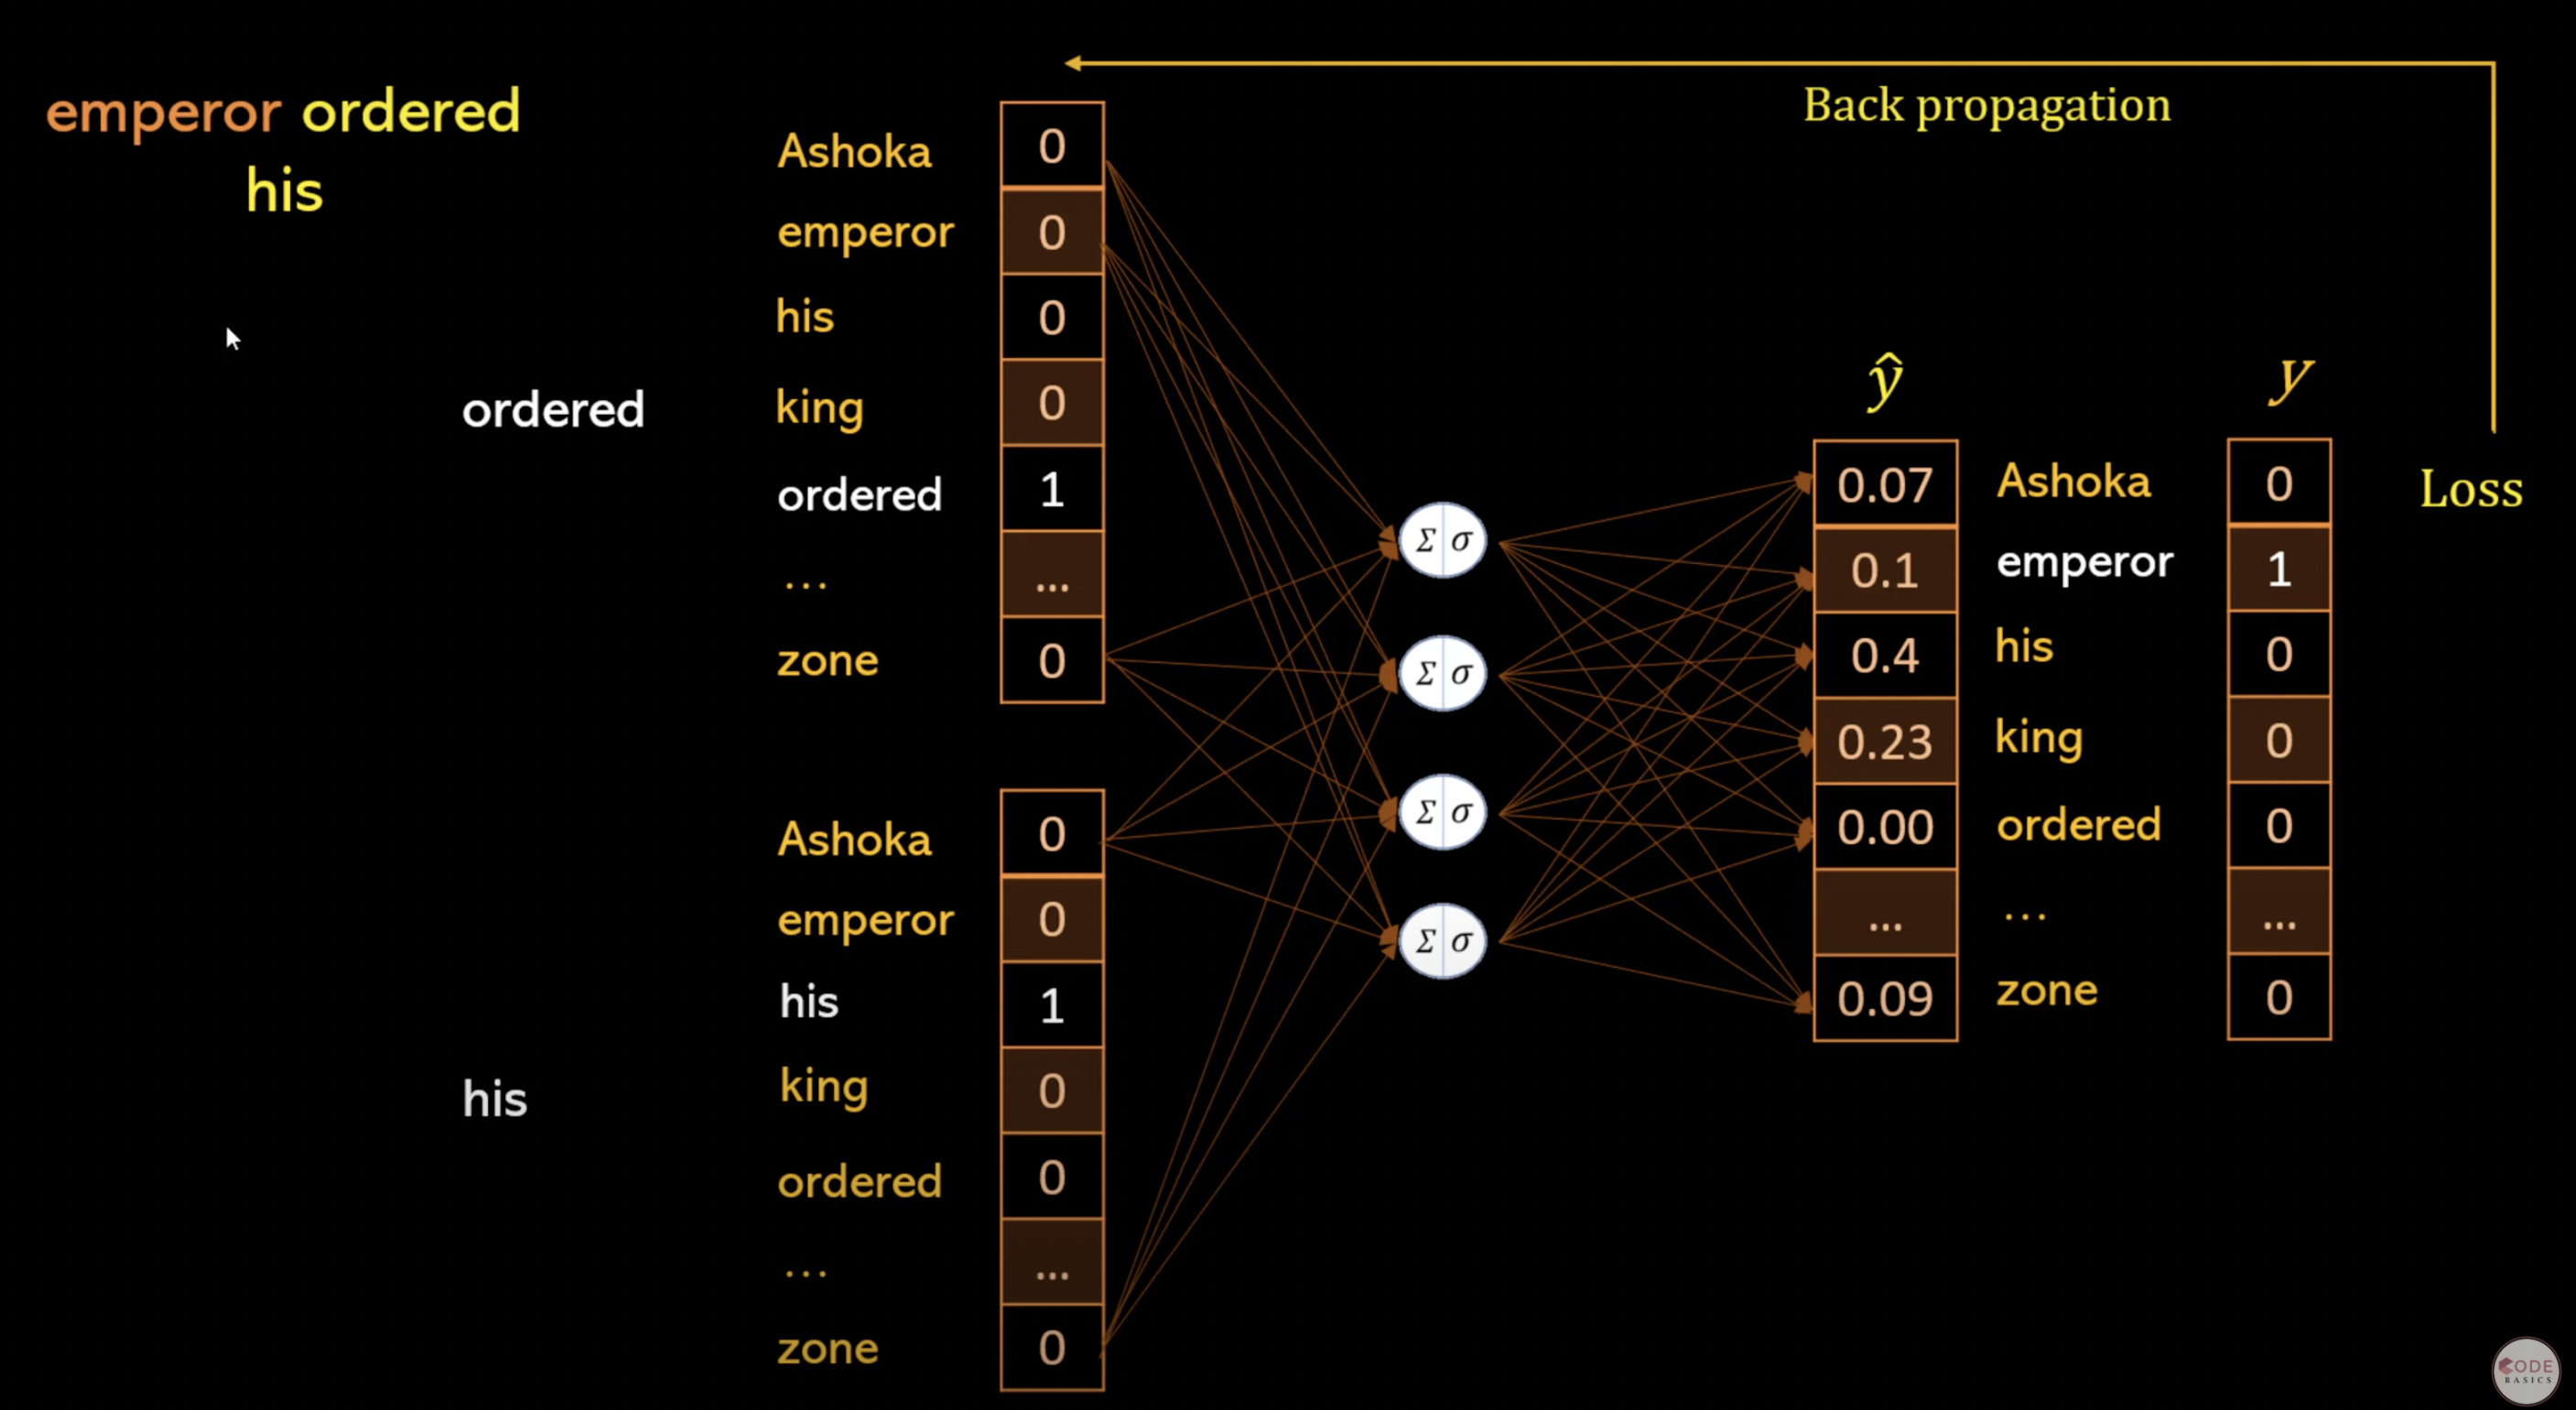 Back propagation
emperor ordered
his
Ashoka 0
emperor 0
his 0
ordered
king 0
ordered 1
... ...
zone 0
Ashoka 0
emperor 0
his 1
his
king 0
ordered 0
... ...
zone 0
Σ σ
Σ σ
Σ σ
Σ σ
ŷ y
0.07 Ashoka 0
0.1 emperor 1
0.4 his 0
0.23 king 0
0.00 ordered 0
... ... ...
0.09 zone 0
Loss
CODE
BASICS